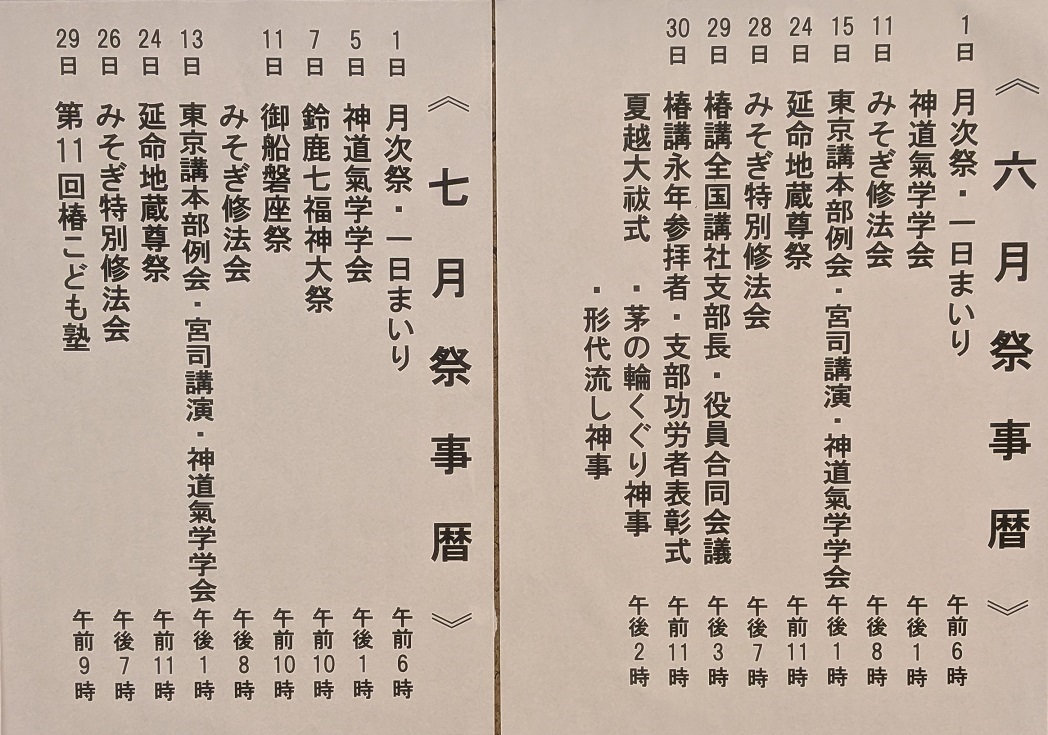 《 六月祭事暦 》
1日 月次祭・一日まいり 午前6時
神道氣学学会 午後1時
11日 みそぎ修法会 午後8時
15日 東京講本部例会・宮司講演・神道氣学学会 午後1時
24日 延命地蔵尊祭 午前11時
28日 みそぎ特別修法会 午後7時
29日 椿講全国講社支部長・役員合同会議 午後3時
30日 椿講永年参拝者・支部功労者表彰式 午前11時
夏越大祓式 ・茅の輪くぐり神事 午後2時
・形代流し神事
《 七月祭事暦 》
1日 月次祭・一日まいり 午前6時
5日 神道氣学学会 午後1時
7日 鈴鹿七福神大祭 午前10時
11日 御船磐座祭 午前10時
みそぎ修法会 午後8時
13日 東京講本部例会・宮司講演・神道氣学学会 午後1時
24日 延命地蔵尊祭 午前11時
26日 みそぎ特別修法会 午後7時
29日 第11回椿こども塾 午前9時